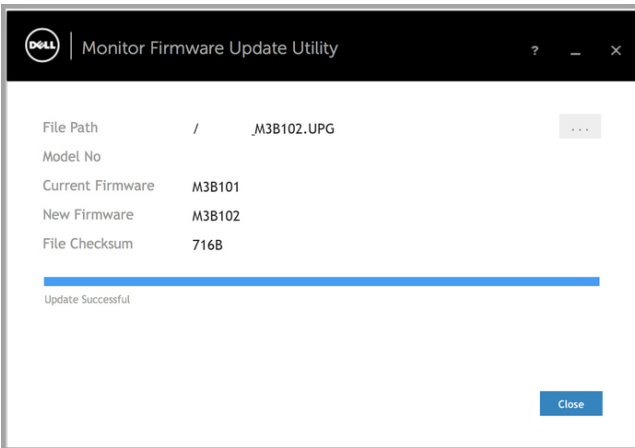 DELL Monitor Firmware Update Utility ? _ ×
File Path / _M3B102.UPG ...
Model No
Current Firmware M3B101
New Firmware M3B102
File Checksum 716B
Update Successful
Close